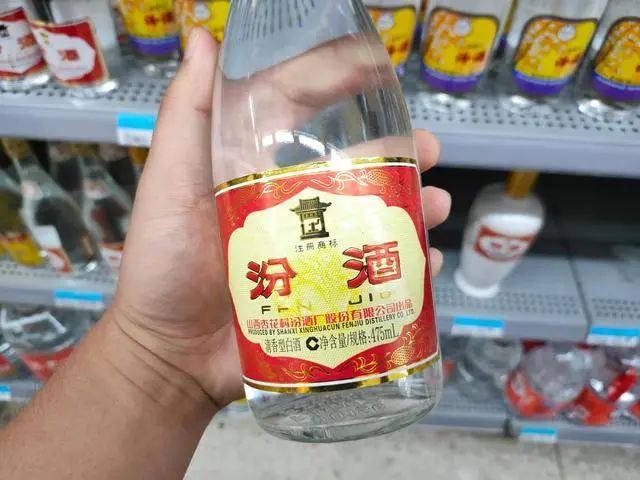 注册商标
汾 酒
FEN JIU
山西杏花村汾酒厂股份有限公司出品
PRODUCED BY SHANXI XINGHUACUN FENJIU DISTILLERY CO.,LTD.
清香型白酒 C净含量/规格:475mL
酒